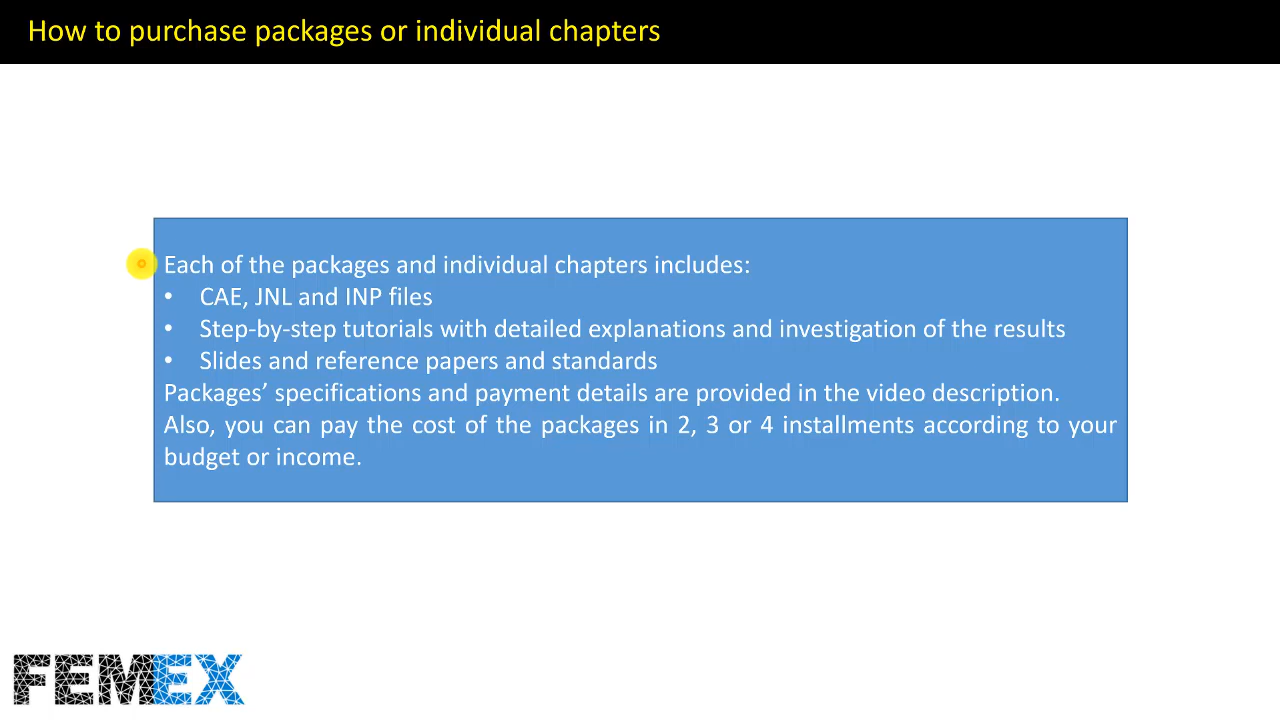 How to purchase packages or individual chapters
Each of the packages and individual chapters includes:
• CAE, JNL and INP files
• Step-by-step tutorials with detailed explanations and investigation of the results
• Slides and reference papers and standards
Packages’ specifications and payment details are provided in the video description.
Also, you can pay the cost of the packages in 2, 3 or 4 installments according to your
budget or income.
FEMEX